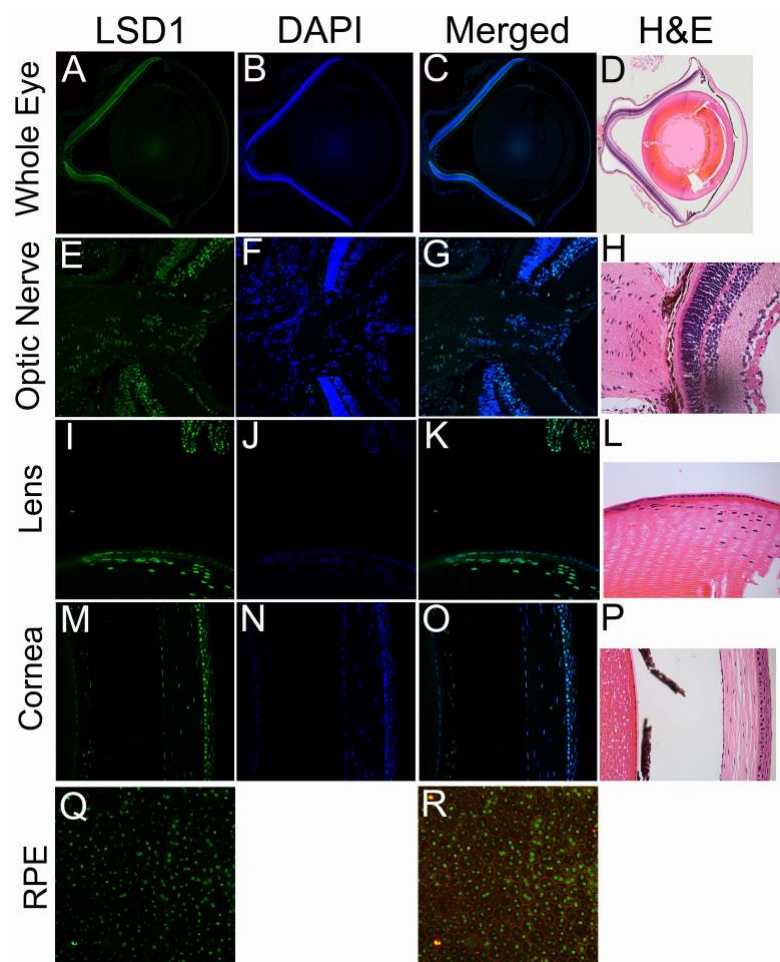 LSD1 DAPI Merged H&E
Whole Eye
A B C D
Optic Nerve
E F G H
Lens
I J K L
Cornea
M N O P
RPE
Q R